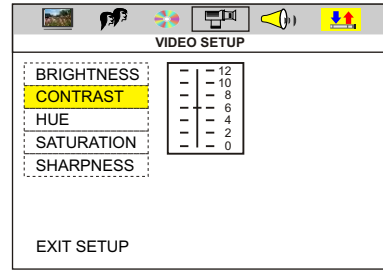 VIDEO SETUP
BRIGHTNESS
CONTRAST
HUE
SATURATION
SHARPNESS
12
10
8
6
4
2
0
EXIT SETUP